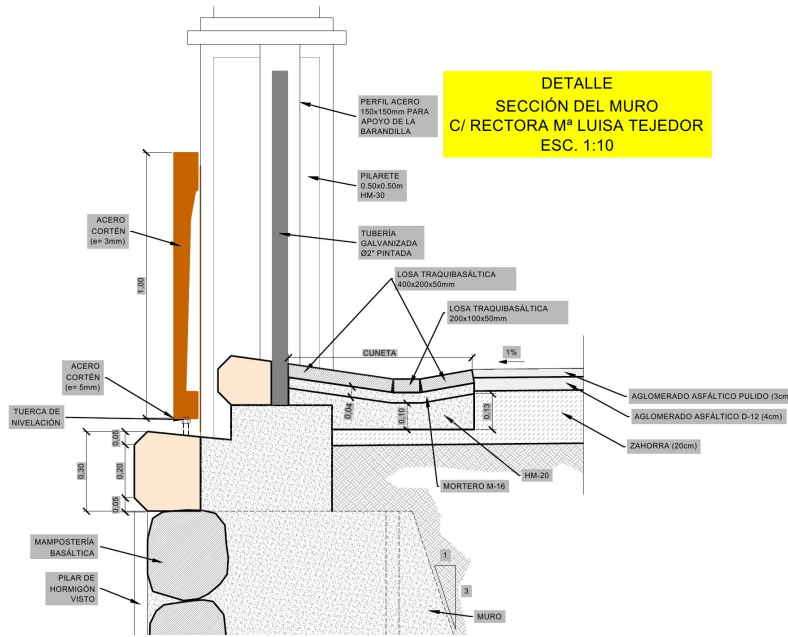 DETALLE
SECCIÓN DEL MURO
C/ RECTORA Mª LUISA TEJEDOR
ESC. 1:10
PERFIL ACERO
150x150mm PARA
APOYO DE LA
BARANDILLA
PILARETE
0.50x0.50m
HM-30
ACERO
CORTÉN
(e= 3mm)
TUBERÍA
GALVANIZADA
Ø2" PINTADA
1,00
LOSA TRAQUIBASÁLTICA
400x200x50mm
LOSA TRAQUIBASÁLTICA
200x100x50mm
CUNETA
1%
ACERO
CORTÉN
(e= 5mm)
AGLOMERADO ASFÁLTICO PULIDO (3cm
TUERCA DE
NIVELACIÓN
0,04
0,10
0,13
AGLOMERADO ASFÁLTICO D-12 (4cm)
0,05
0,30
0,20
0,05
ZAHORRA (20cm)
HM-20
MORTERO M-16
MAMPOSTERÍA
BASÁLTICA
1
3
PILAR DE
HORMIGÓN
VISTO
MURO